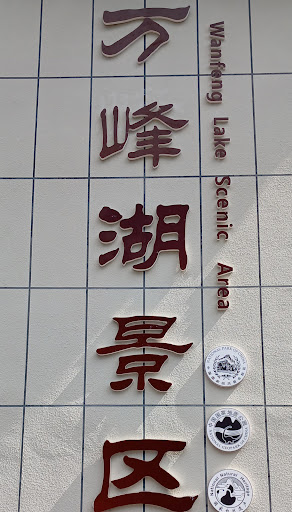 万峰湖景区
Wanfeng Lake Scenic Area